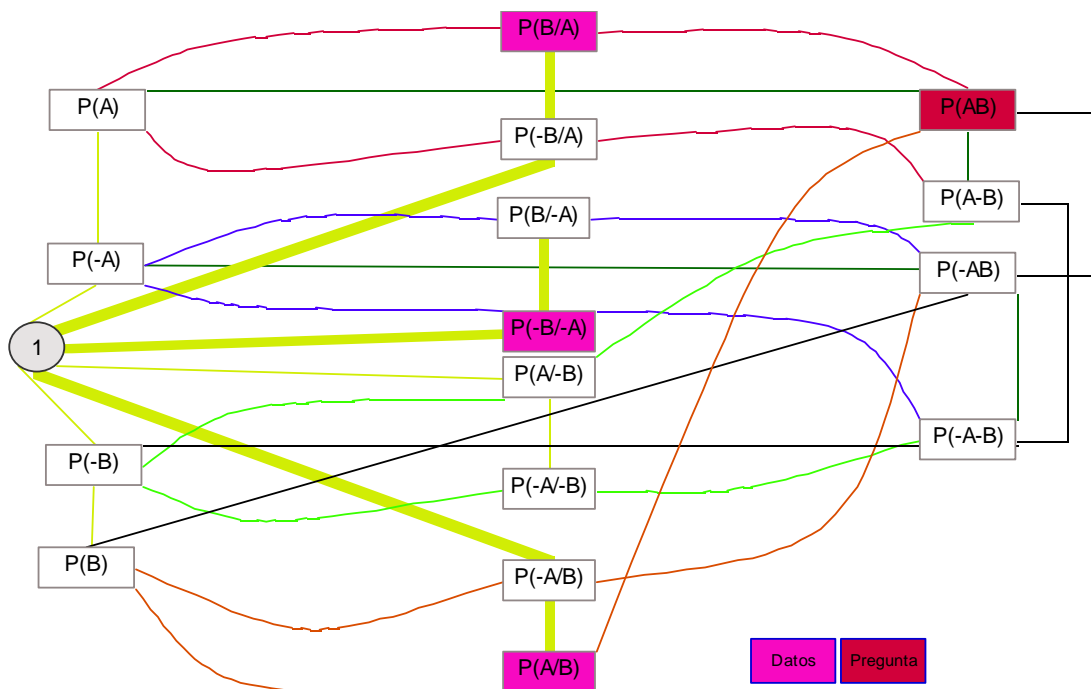 P(B/A)
P(A)
P(AB)
P(-B/A)
P(A-B)
P(B/-A)
P(-A)
P(-AB)
P(-B/-A)
1
P(A/-B)
P(-A-B)
P(-B)
P(-A/-B)
P(B)
P(-A/B)
P(A/B)
Datos
Pregunta